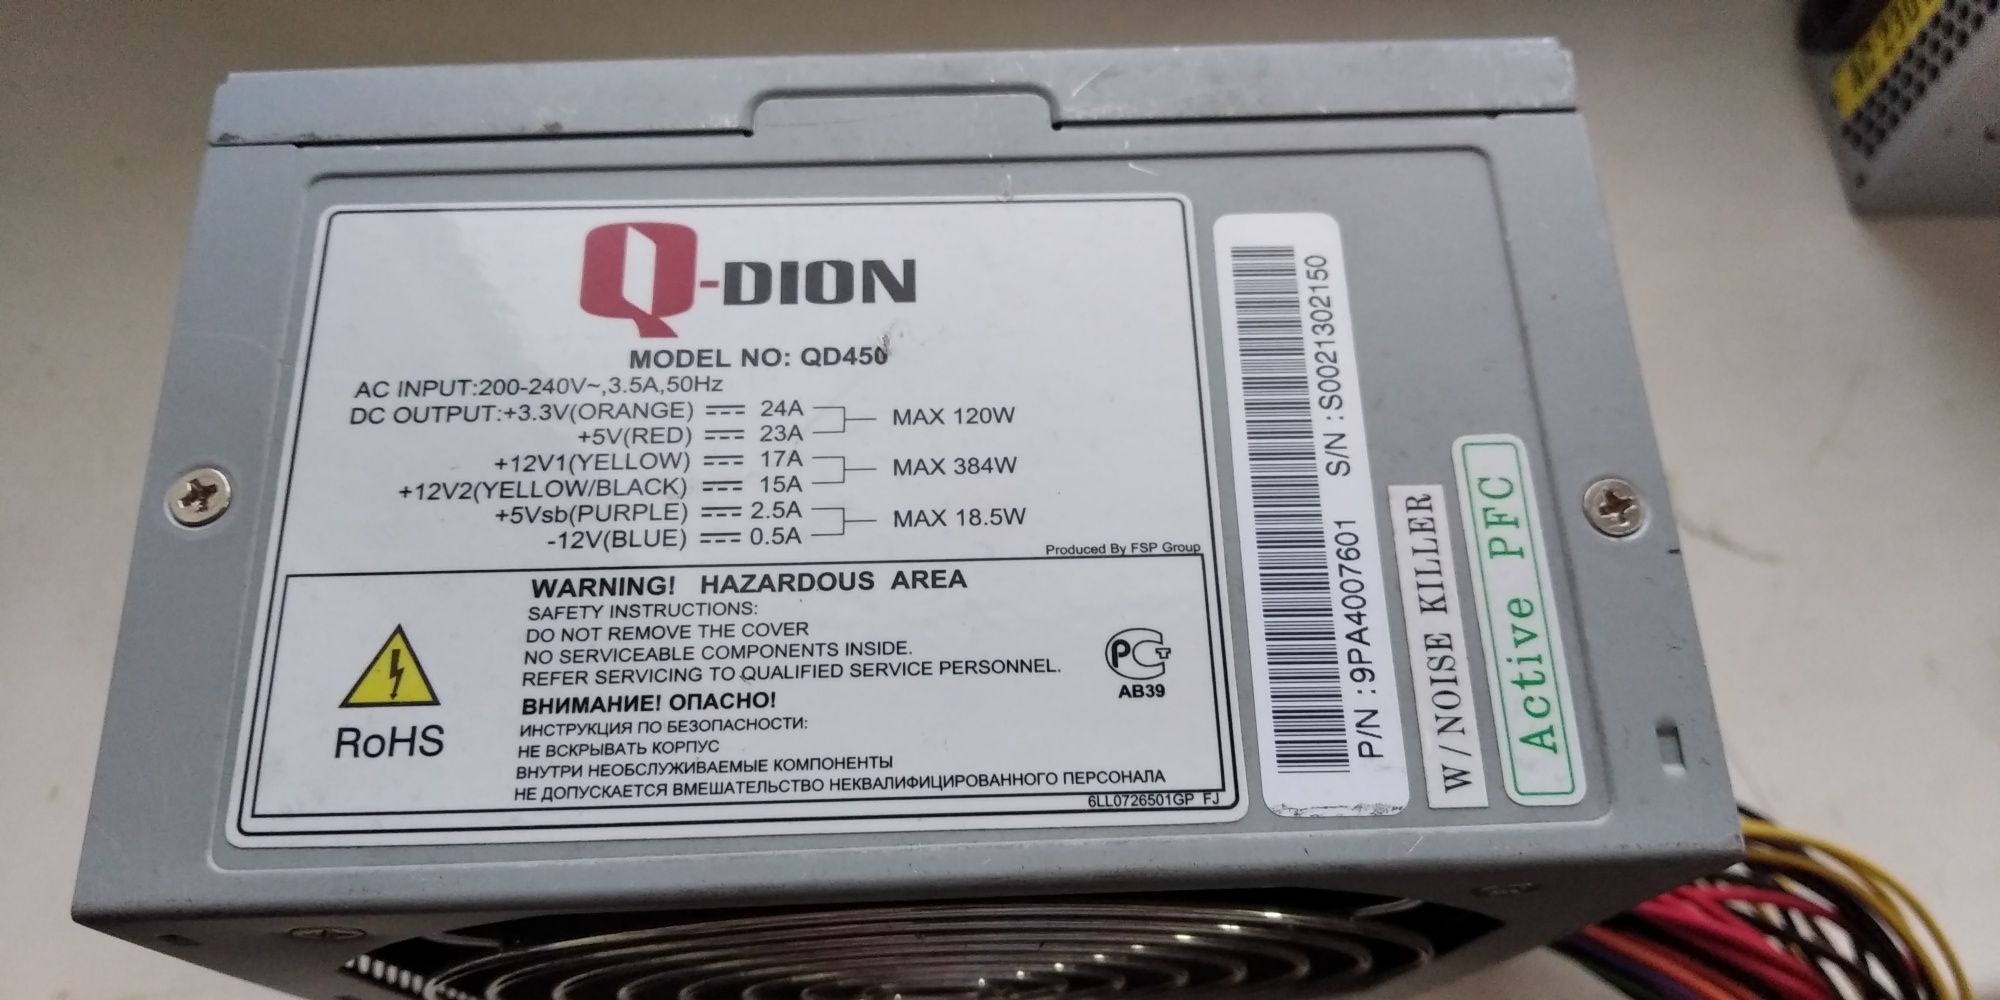 Q-DION
MODEL NO: QD450
AC INPUT:200-240V~,3.5A,50Hz
DC OUTPUT:+3.3V(ORANGE) 24A
MAX 120W
+5V(RED) 23A
+12V1(YELLOW) 17A
MAX 384W
+12V2(YELLOW/BLACK) 15A
+5Vsb(PURPLE) 2.5A
MAX 18.5W
-12V(BLUE) 0.5A
Produced By FSP Group
WARNING! HAZARDOUS AREA
SAFETY INSTRUCTIONS:
DO NOT REMOVE THE COVER
NO SERVICEABLE COMPONENTS INSIDE.
REFER SERVICING TO QUALIFIED SERVICE PERSONNEL.
ВНИМАНИЕ! ОПАСНО!
ИНСТРУКЦИЯ ПО БЕЗОПАСНОСТИ:
НЕ ВСКРЫВАТЬ КОРПУС
ВНУТРИ НЕОБСЛУЖИВАЕМЫЕ КОМПОНЕНТЫ
НЕ ДОПУСКАЕТСЯ ВМЕШАТЕЛЬСТВО НЕКВАЛИФИЦИРОВАННОГО ПЕРСОНАЛА
RoHS
РСТ
АВ39
6LL0726501GP FJ
P/N:9PA4007601 S/N:S0021302150
W/NOISE KILLER
Active PFC
AC 230V